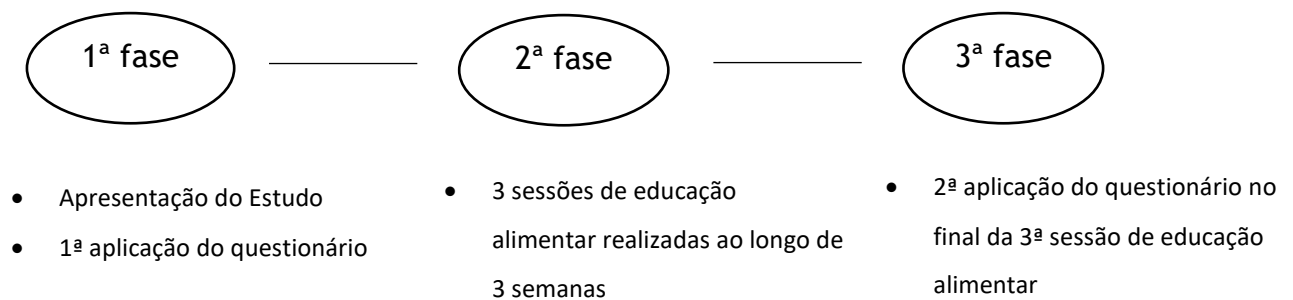 1ª fase
2ª fase
3ª fase
• Apresentação do Estudo
• 1ª aplicação do questionário
• 3 sessões de educação
alimentar realizadas ao longo de
3 semanas
• 2ª aplicação do questionário no
final da 3ª sessão de educação
alimentar